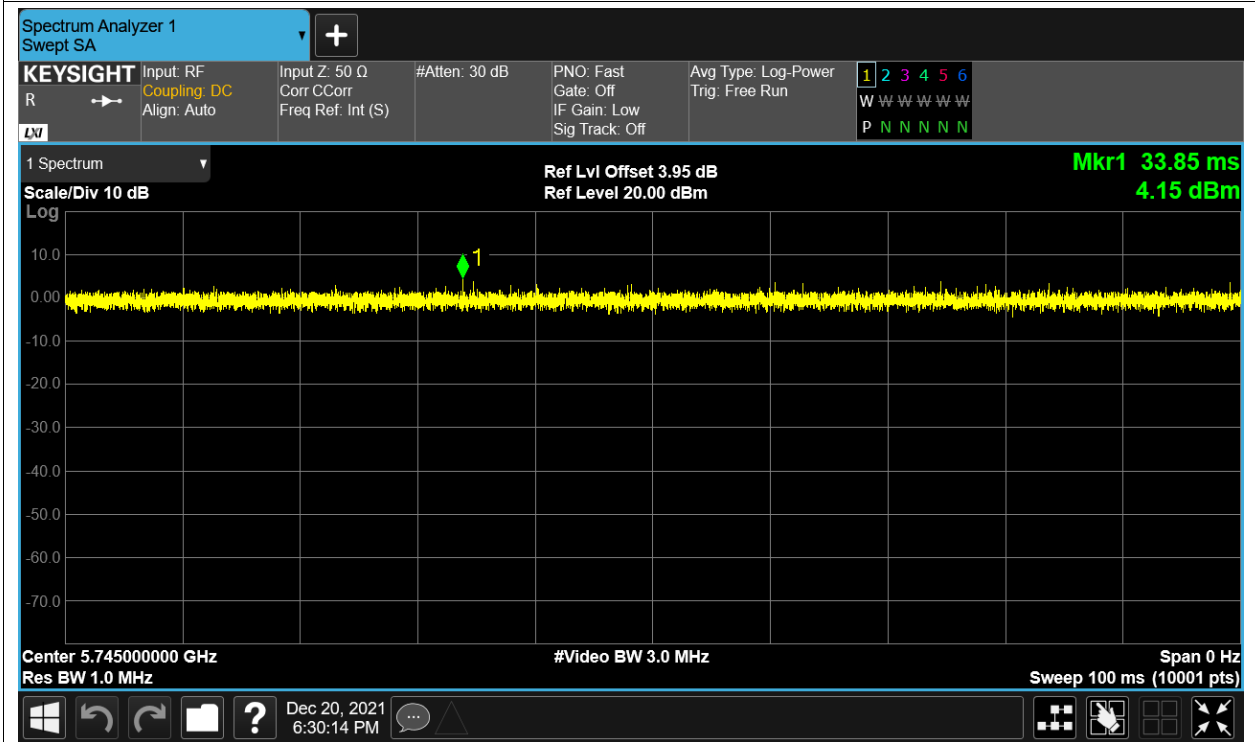 Spectrum Analyzer 1
Swept SA
▼
+
KEYSIGHT
R
LXI
Input: RF
Coupling: DC
Align: Auto
Input Z: 50 Ω
Corr CCorr
Freq Ref: Int (S)
#Atten: 30 dB
PNO: Fast
Gate: Off
IF Gain: Low
Sig Track: Off
Avg Type: Log-Power
Trig: Free Run
1 2 3 4 5 6
W W W W W W
P N N N N N
1 Spectrum ▼
Scale/Div 10 dB
Log
Ref Lvl Offset 3.95 dB
Ref Level 20.00 dBm
Mkr1 33.85 ms
4.15 dBm
1
10.0
0.00
-10.0
-20.0
-30.0
-40.0
-50.0
-60.0
-70.0
Center 5.745000000 GHz
Res BW 1.0 MHz
#Video BW 3.0 MHz
Span 0 Hz
Sweep 100 ms (10001 pts)
?
Dec 20, 2021
6:30:14 PM